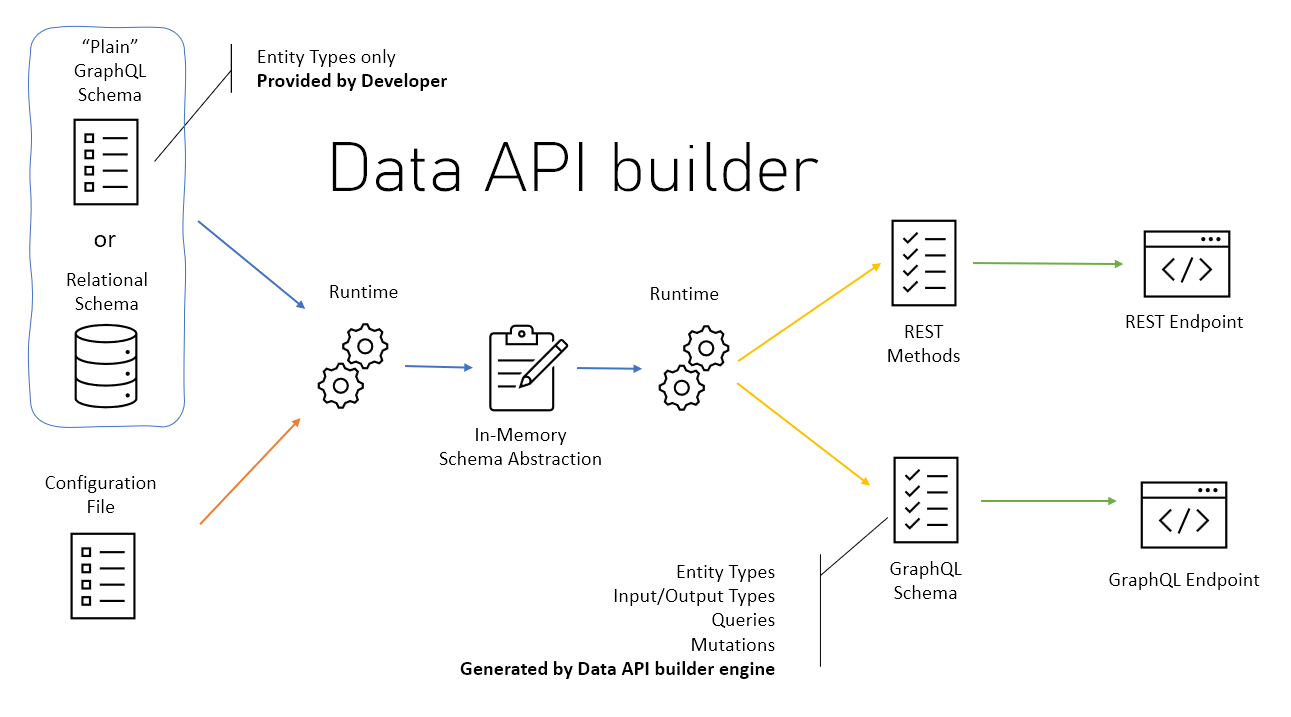 “Plain”
GraphQL
Schema
Entity Types only
Provided by Developer
Data API builder
or
Relational
Schema
Runtime
Runtime
REST
Methods
REST Endpoint
In-Memory
Schema Abstraction
Configuration
File
GraphQL
Schema
GraphQL Endpoint
Entity Types
Input/Output Types
Queries
Mutations
Generated by Data API builder engine